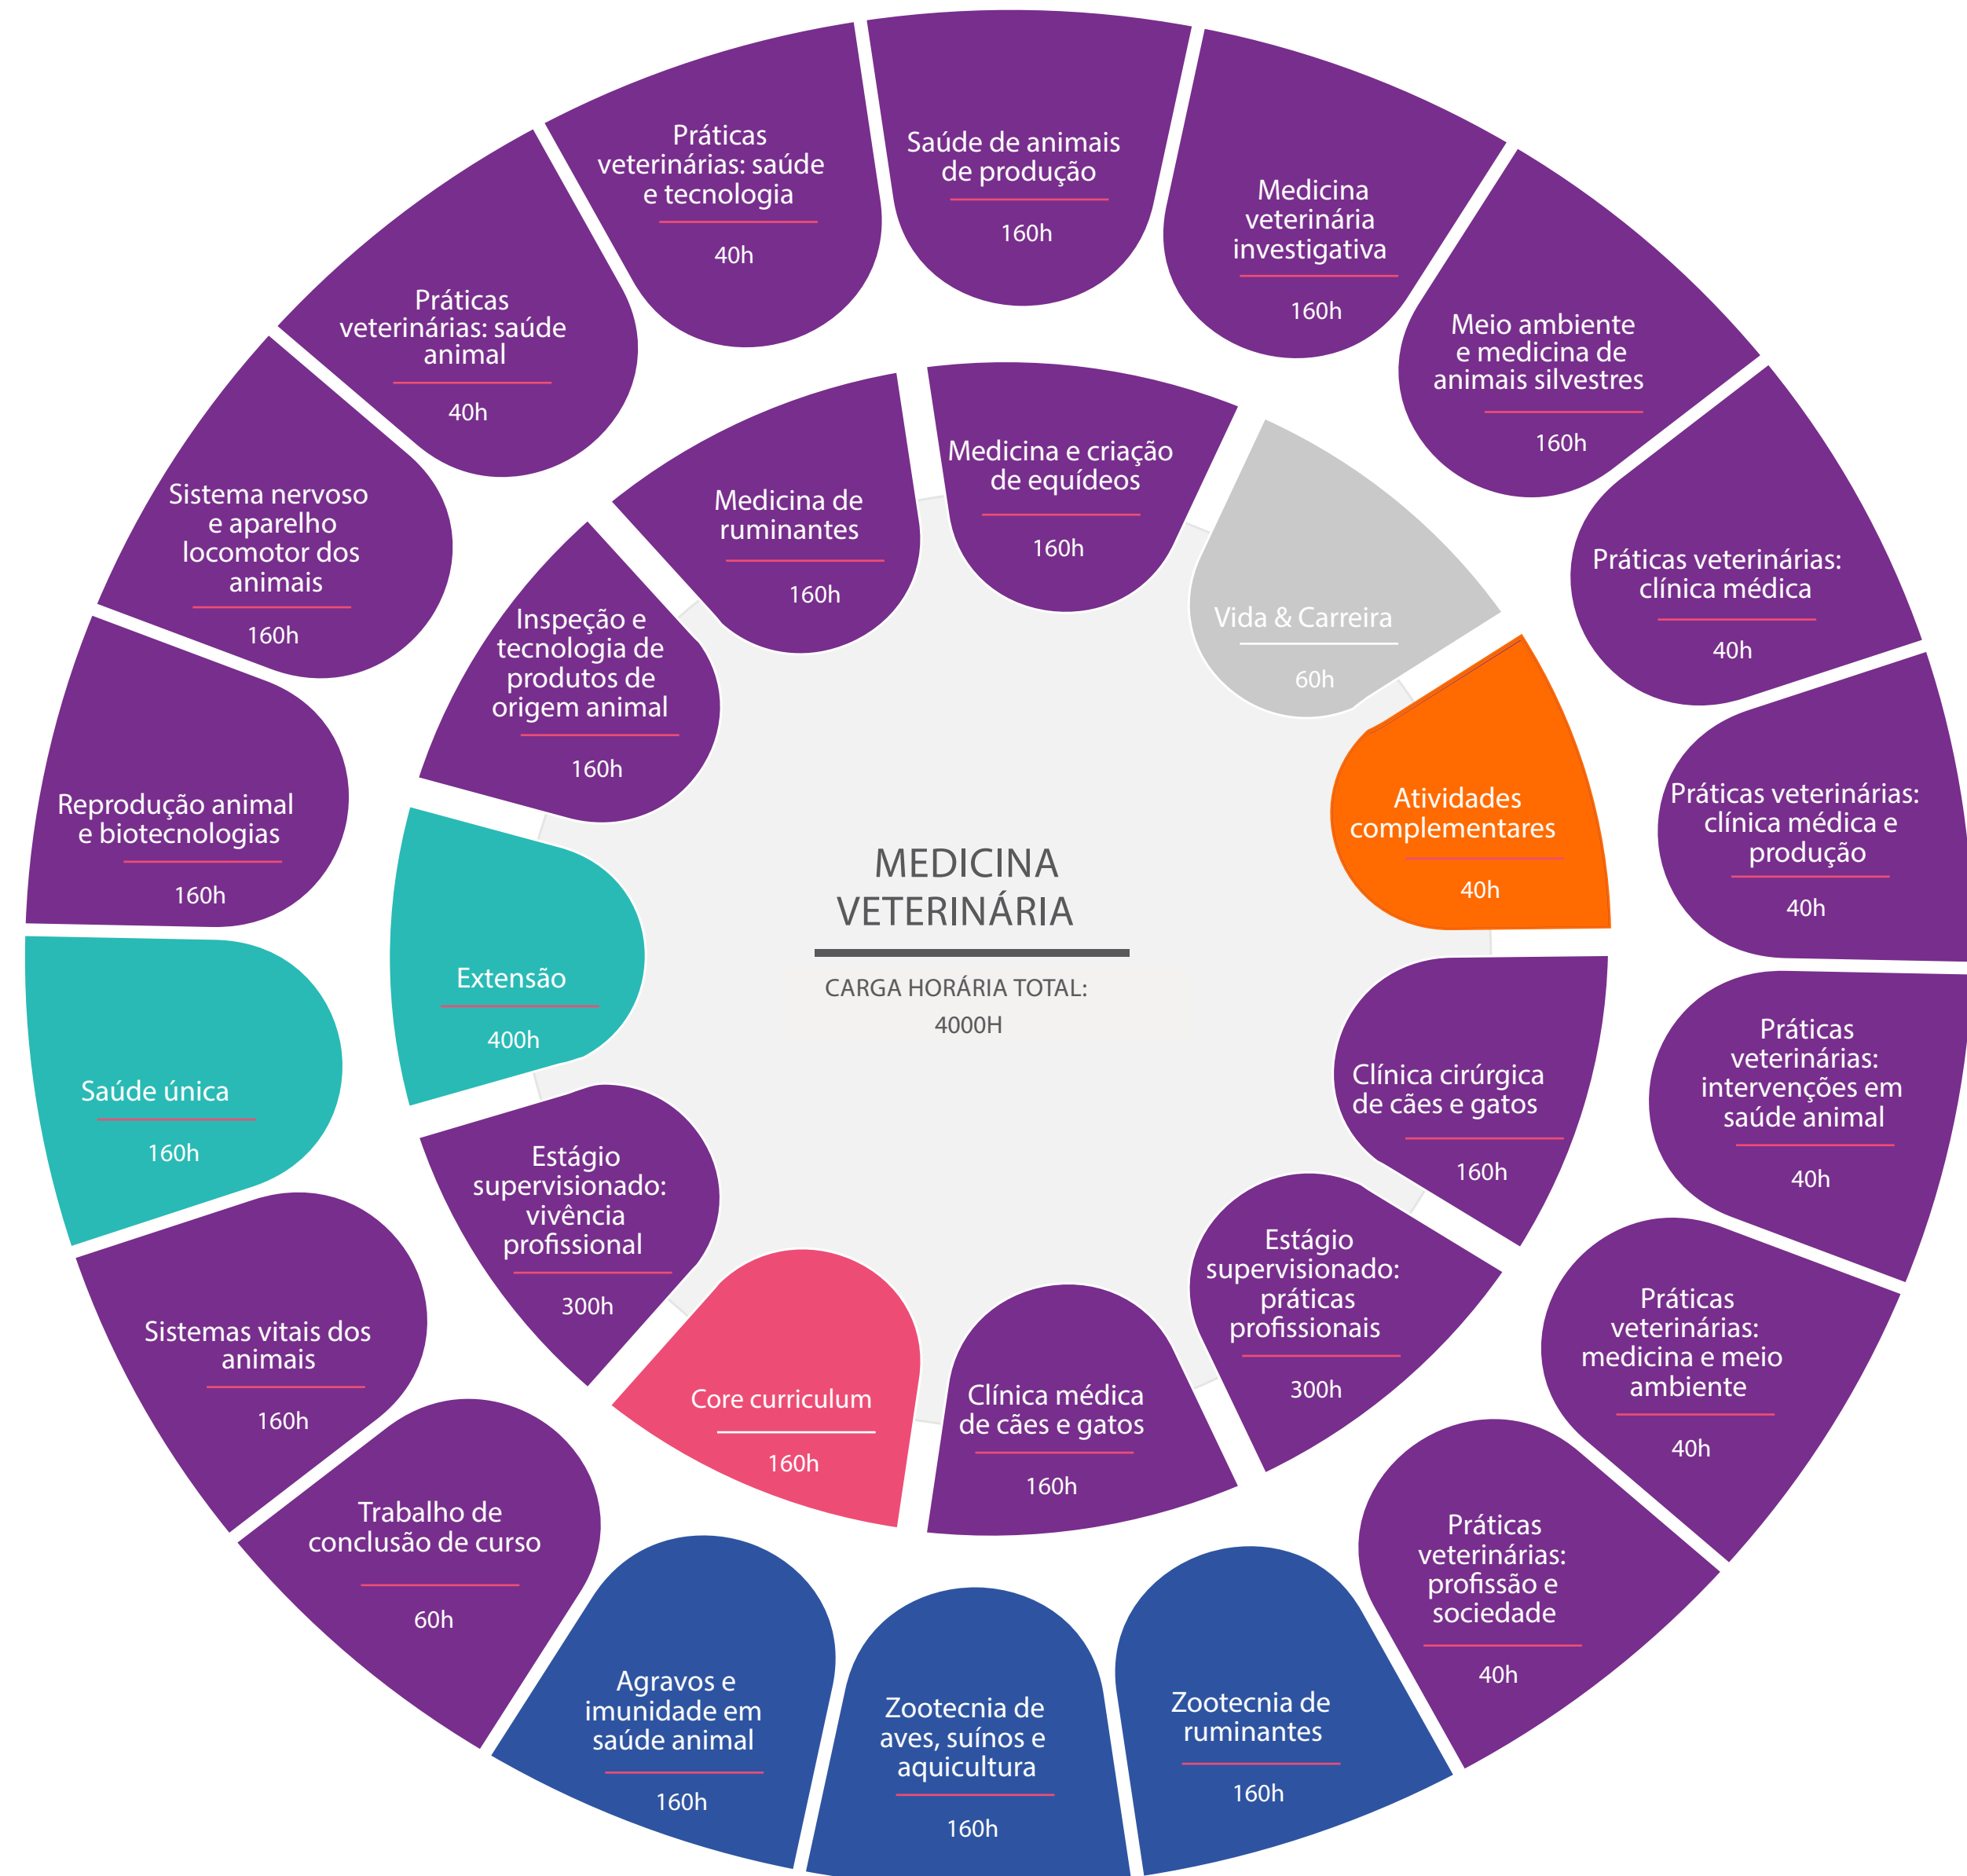 Saúde de animais
de produção
160h
Medicina
veterinária
investigativa
160h
Meio ambiente
e medicina de
animais silvestres
160h
Práticas veterinárias:
clínica médica
40h
Práticas veterinárias:
clínica médica e
produção
40h
Práticas
veterinárias:
intervenções em
saúde animal
40h
Práticas
veterinárias:
medicina e meio
ambiente
40h
Práticas
veterinárias:
profissão e
sociedade
40h
Zootecnia de
ruminantes
160h
Zootecnia de
aves, suínos e
aquicultura
160h
Agravos e
imunidade em
saúde animal
160h
Trabalho de
conclusão de curso
60h
Sistemas vitais dos
animais
160h
Saúde única
160h
Reprodução animal
e biotecnologias
160h
Sistema nervoso
e aparelho
locomotor dos
animais
160h
Práticas
veterinárias: saúde
animal
40h
Práticas
veterinárias: saúde
e tecnologia
40h
Medicina e criação
de equídeos
160h
Vida & Carreira
60h
Atividades
complementares
40h
Clínica cirúrgica
de cães e gatos
160h
Estágio
supervisionado:
práticas
profissionais
300h
Clínica médica
de cães e gatos
160h
Core curriculum
160h
Estágio
supervisionado:
vivência
profissional
300h
Extensão
400h
Inspeção e
tecnologia de
produtos de
origem animal
160h
Medicina de
ruminantes
160h
MEDICINA
VETERINÁRIA
CARGA HORÁRIA TOTAL:
4000H